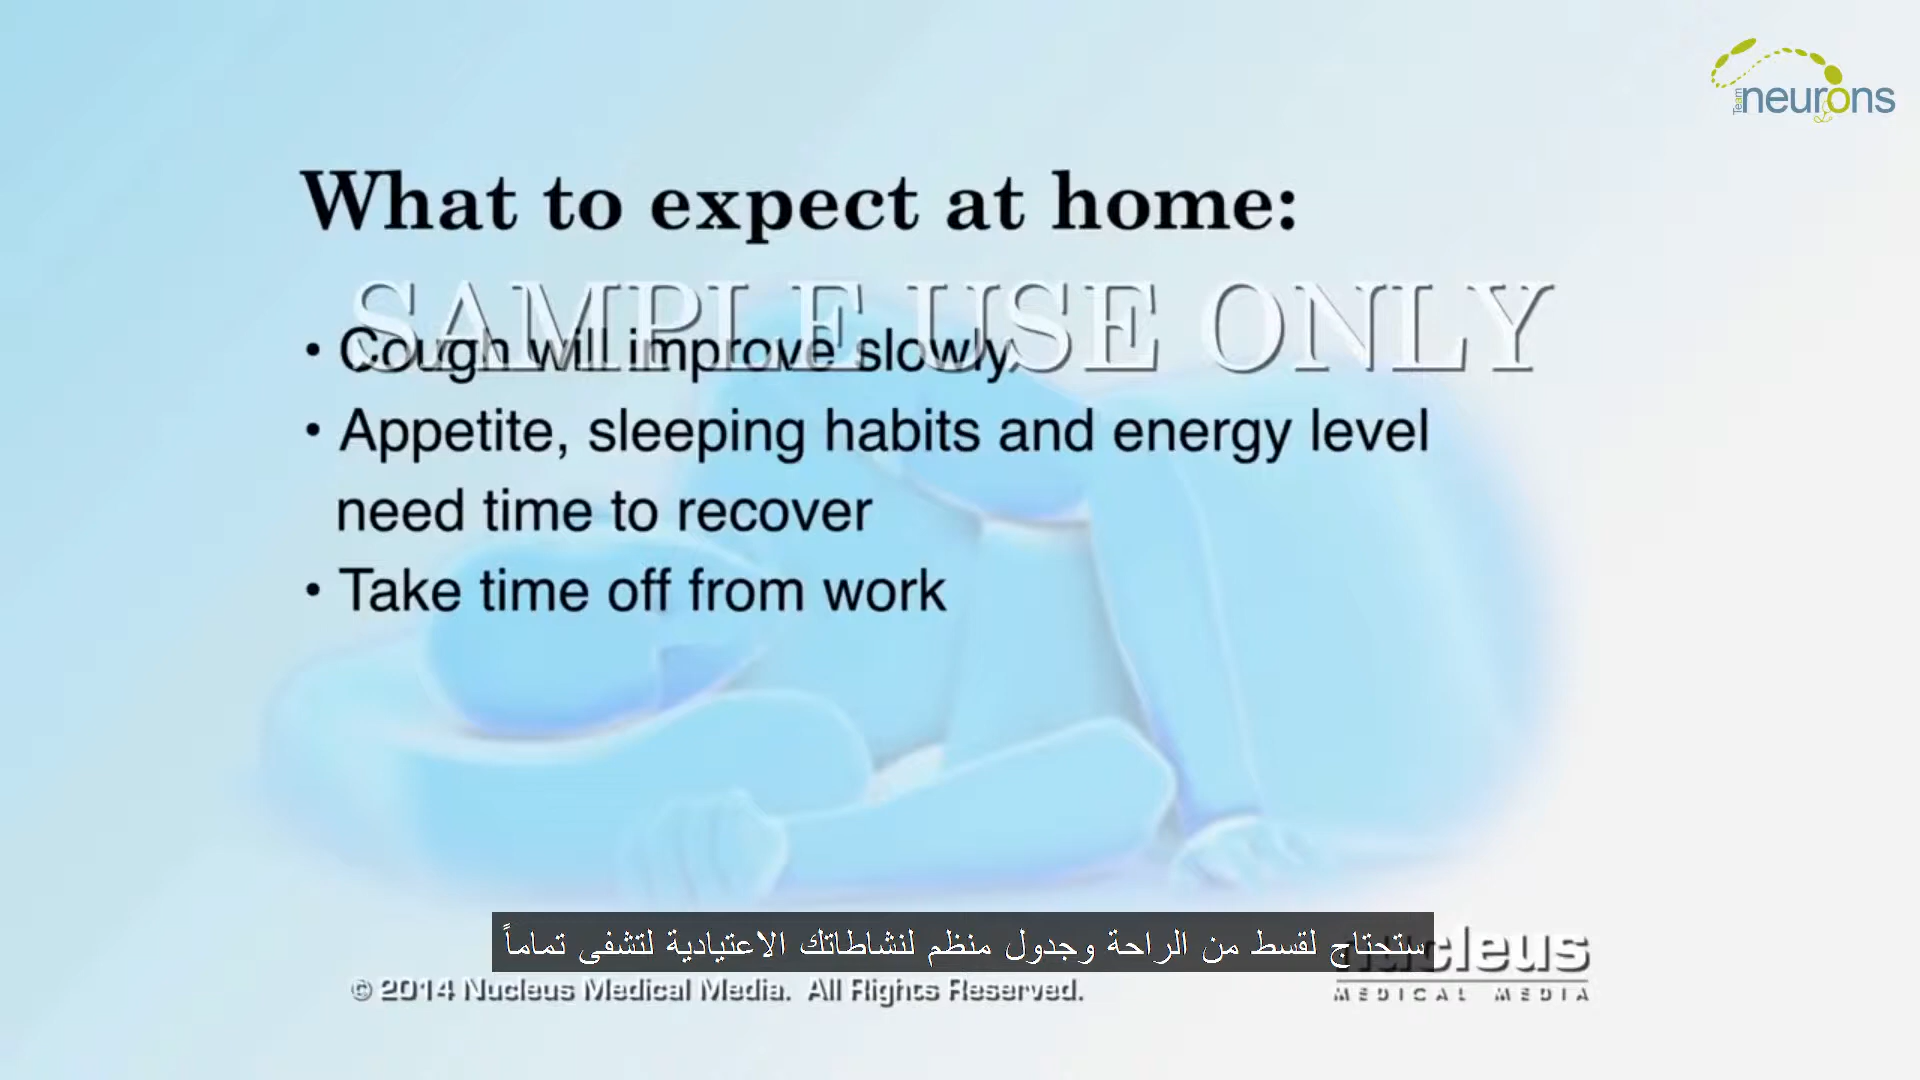 Team
neurons
What to expect at home:
SAMPLE USE ONLY
• Cough will improve slowly
• Appetite, sleeping habits and energy level
need time to recover
• Take time off from work
ستحتاج لقسط من الراحة وجدول منظم لنشاطاتك الاعتيادية لتشفى تماماً
nucleus
© 2014 Nucleus Medical Media. All Rights Reserved.
MEDICAL MEDIA